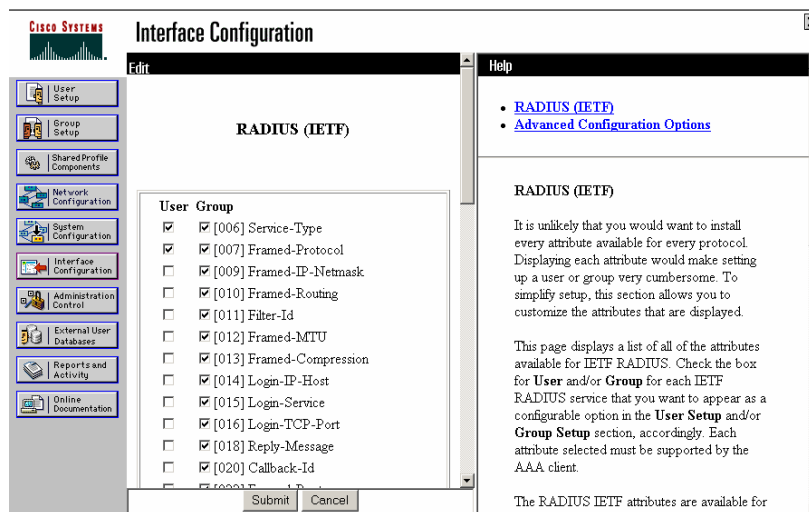 CISCO SYSTEMS
Interface Configuration
User
Setup
Group
Setup
Shared Profile
Components
Network
Configuration
System
Configuration
Interface
Configuration
Administration
Control
External User
Databases
Reports and
Activity
Online
Documentation
Edit
RADIUS (IETF)
User Group
[006] Service-Type
[007] Framed-Protocol
[009] Framed-IP-Netmask
[010] Framed-Routing
[011] Filter-Id
[012] Framed-MTU
[013] Framed-Compression
[014] Login-IP-Host
[015] Login-Service
[016] Login-TCP-Port
[018] Reply-Message
[020] Callback-Id
Submit Cancel
Help
RADIUS (IETF)
Advanced Configuration Options
RADIUS (IETF)
It is unlikely that you would want to install
every attribute available for every protocol.
Displaying each attribute would make setting
up a user or group very cumbersome. To
simplify setup, this section allows you to
customize the attributes that are displayed.
This page displays a list of all of the attributes
available for IETF RADIUS. Check the box
for User and/or Group for each IETF
RADIUS service that you want to appear as a
configurable option in the User Setup and/or
Group Setup section, accordingly. Each
attribute selected must be supported by the
AAA client.
The RADIUS IETF attributes are available for